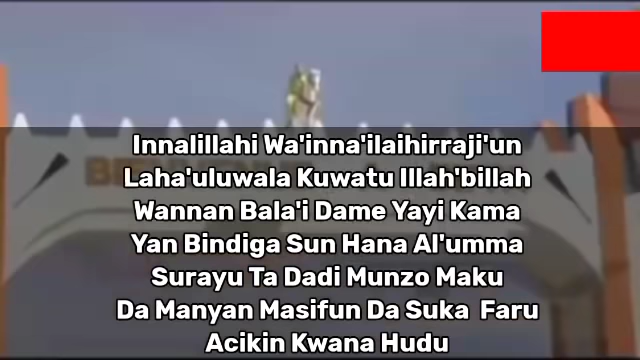 Innalillahi Wa'inna'ilaihirraji'un
Laha'uluwala Kuwatu Illah'billah
Wannan Bala'i Dame Yayi Kama
Yan Bindiga Sun Hana Al'umma
Surayu Ta Dadi Munzo Maku
Da Manyan Masifun Da Suka Faru
Acikin Kwana Hudu